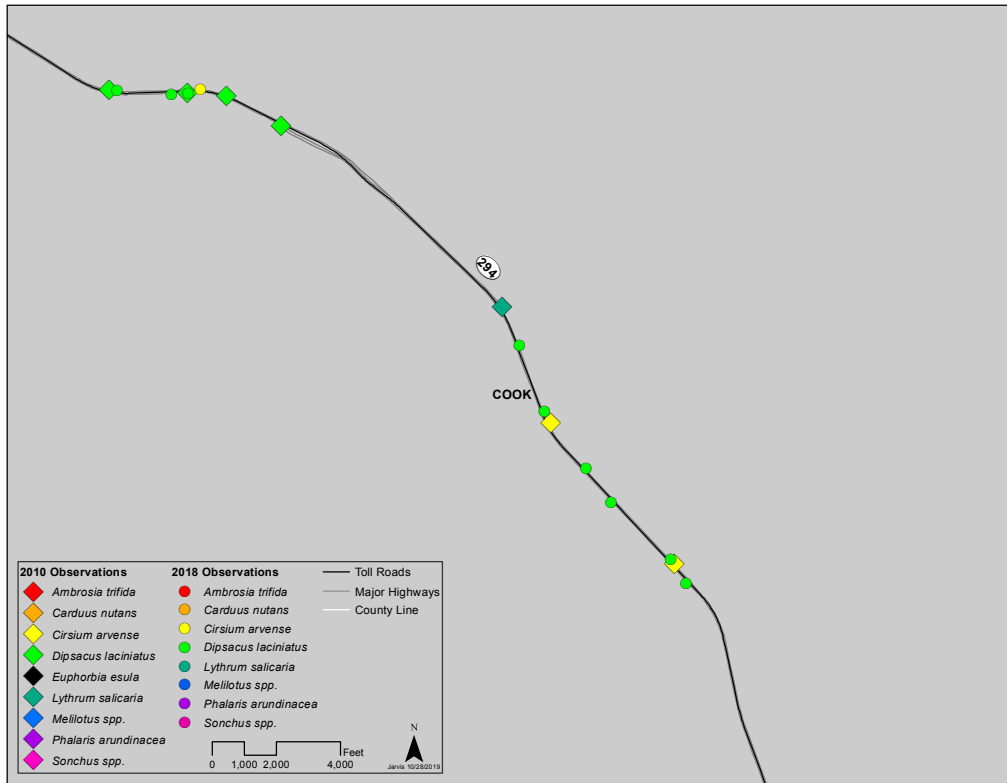 294
COOK
2010 Observations
Ambrosia trifida
Carduus nutans
Cirsium arvense
Dipsacus laciniatus
Euphorbia esula
Lythrum salicaria
Melilotus spp.
Phalaris arundinacea
Sonchus spp.
2018 Observations
Ambrosia trifida
Carduus nutans
Cirsium arvense
Dipsacus laciniatus
Lythrum salicaria
Melilotus spp.
Phalaris arundinacea
Sonchus spp.
Toll Roads
Major Highways
County Line
Feet
0 1,000 2,000 4,000
N
Jarvis 10/28/2019